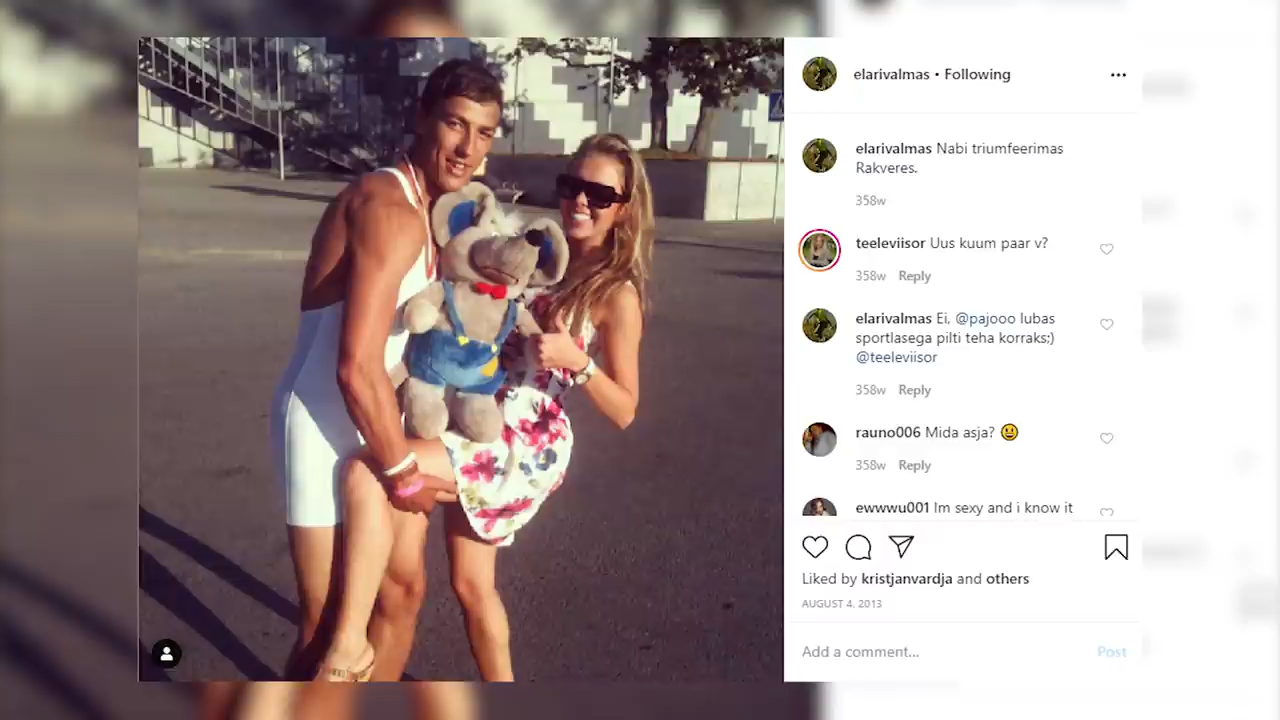 elarivalmas • Following
elarivalmas Nabi triumfeerimas
Rakveres.
358w
teeleviisor Uus kuum paar v?
358w Reply
elarivalmas Ei, @pajooo lubas
sportlasega pilti teha korraks;)
@teeleviisor
358w Reply
rauno006 Mida asja? 😃
358w Reply
ewwwu001 Im sexy and i know it
Liked by kristjanvardja and others
AUGUST 4, 2013
Add a comment...
Post